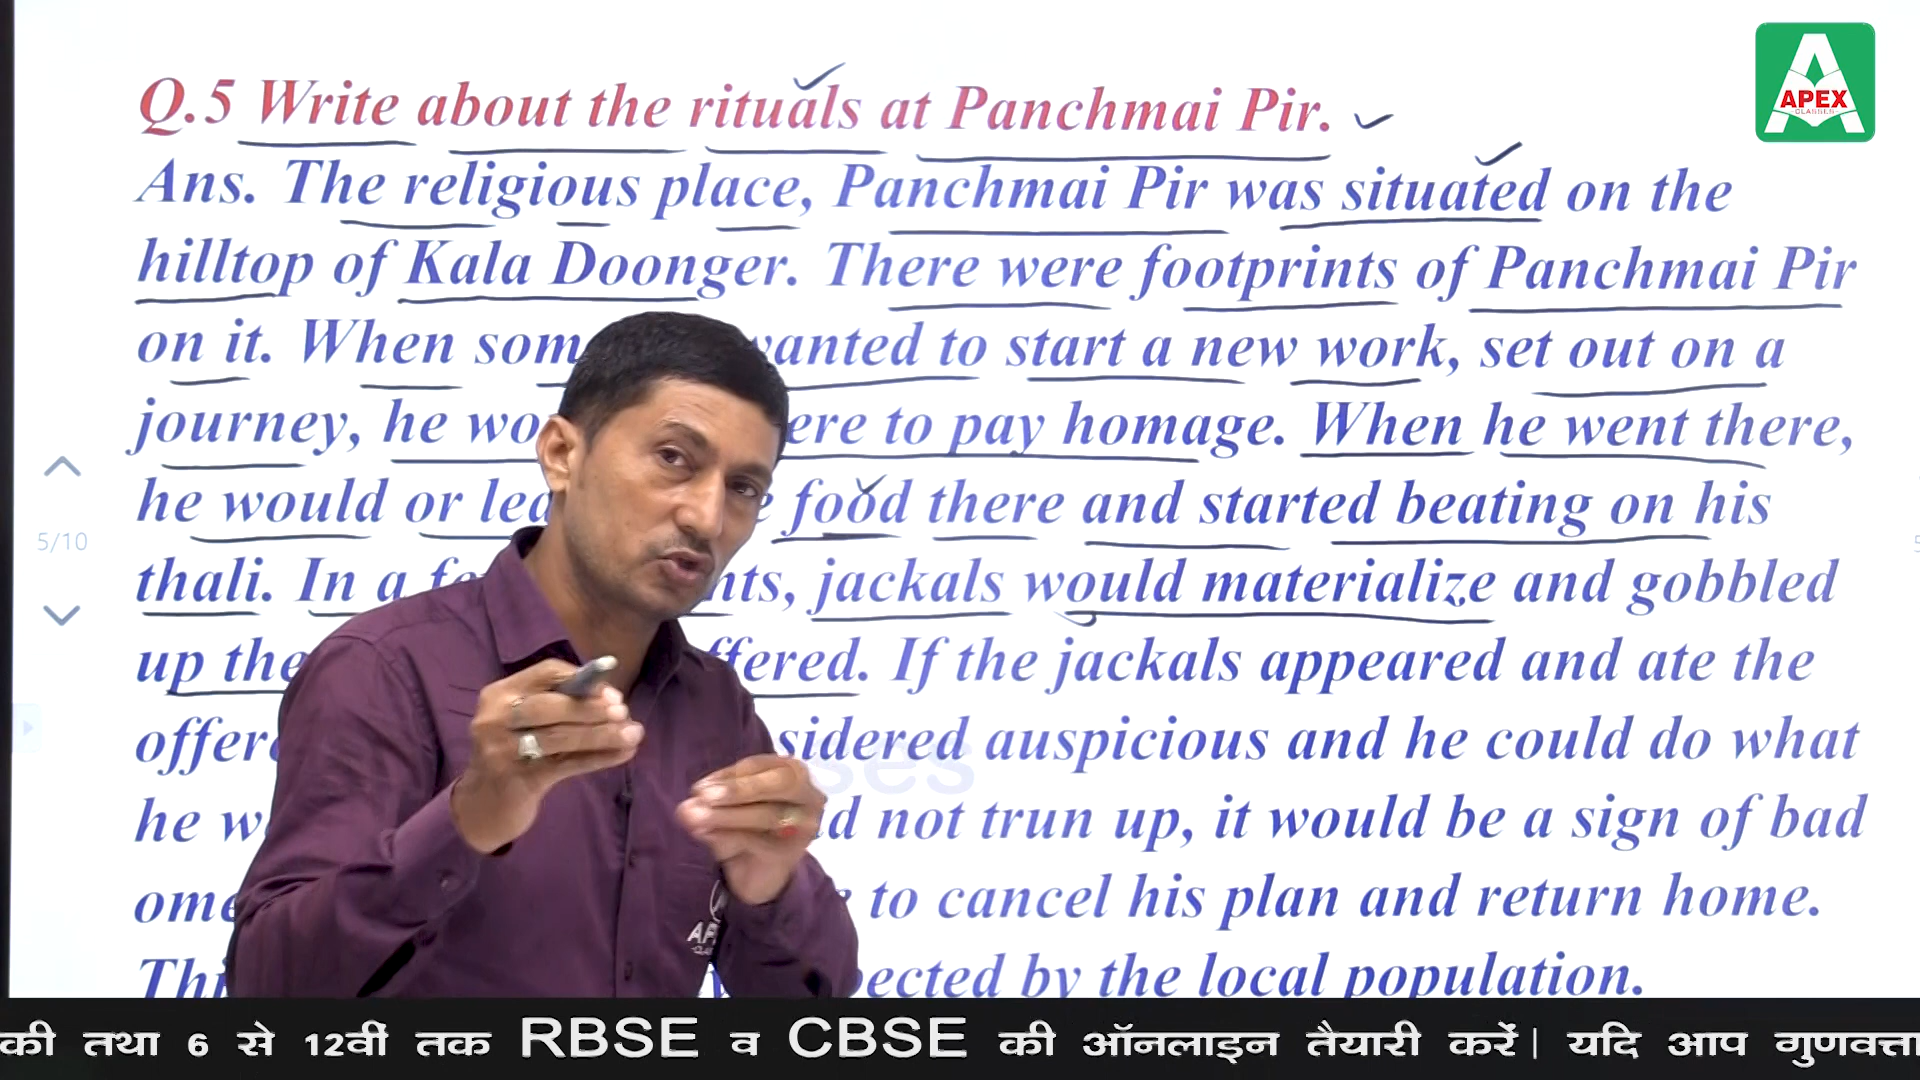 APEX
CLASSES
Q.5 Write about the rituals at Panchmai Pir.
Ans. The religious place, Panchmai Pir was situated on the
hilltop of Kala Doonger. There were footprints of Panchmai Pir
on it. When som wanted to start a new work, set out on a
journey, he wo ere to pay homage. When he went there,
he would or lea food there and started beating on his
thali. In a fe nts, jackals would materialize and gobbled
up the ffered. If the jackals appeared and ate the
offere sidered auspicious and he could do what
he w d not trun up, it would be a sign of bad
ome to cancel his plan and return home.
Thi pected by the local population.
5/10
की तथा 6 से 12वीं तक RBSE व CBSE की ऑनलाइन तैयारी करें| यदि आप गुणवत्ता